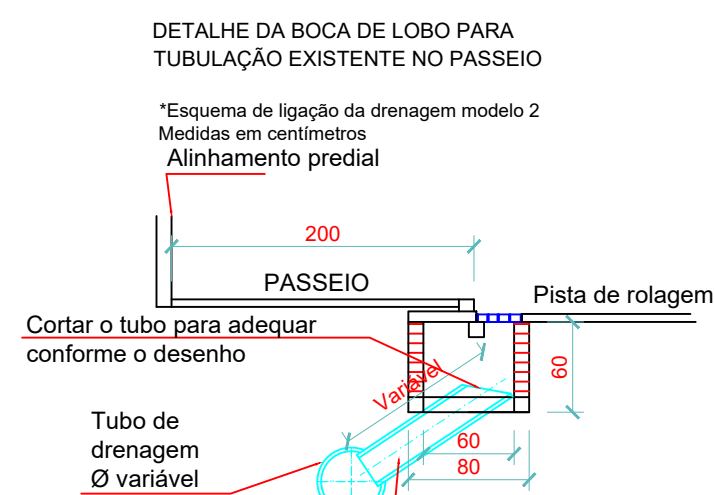 DETALHE DA BOCA DE LOBO PARA
TUBULAÇÃO EXISTENTE NO PASSEIO
*Esquema de ligação da drenagem modelo 2
Medidas em centímetros
Alinhamento predial
200
PASSEIO
Pista de rolagem
Cortar o tubo para adequar
conforme o desenho
60
Variável
Tubo de
drenagem
Ø variável
60
80